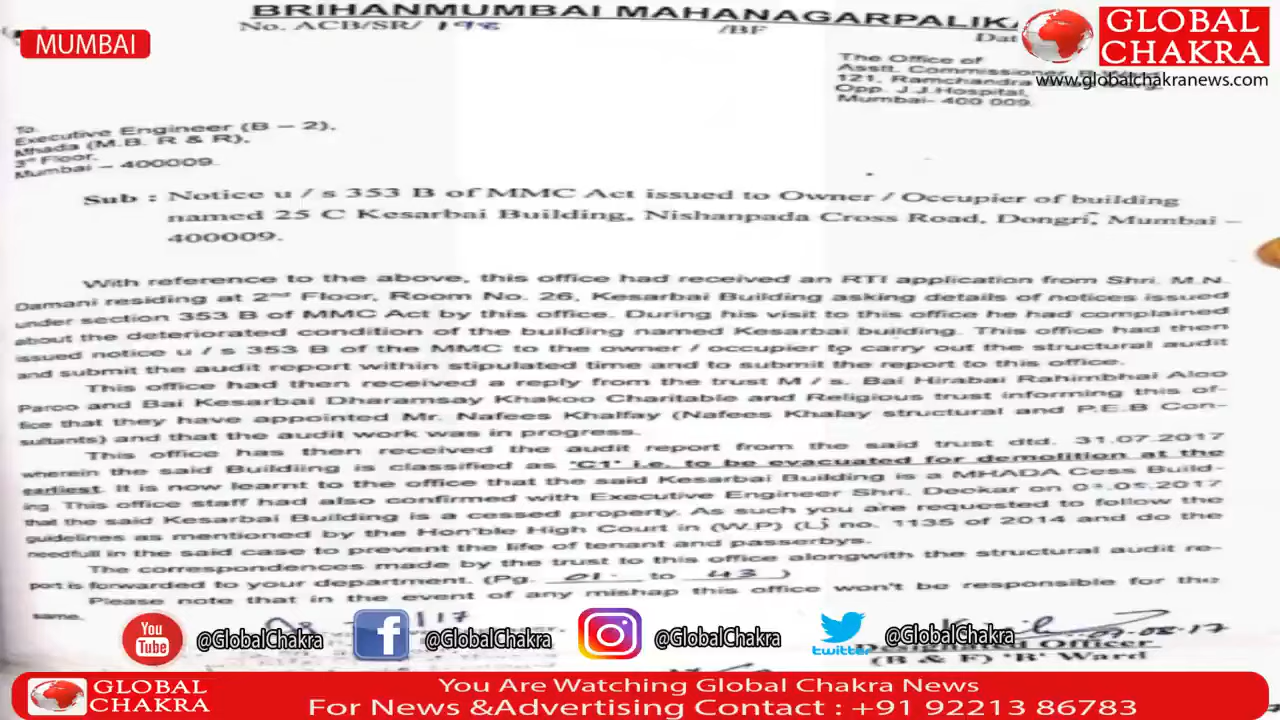 BRIHANMUMBAI MAHANAGARPALIK
No. ACB/SR/ /BF
Dat
MUMBAI
GLOBAL
CHAKRA
www.globalchakranews.com
The Office of
Asstt. Commissioner
121, Ramchandra
Opp. J.J.Hospital,
Mumbai- 400 009.
To.
Executive Engineer (B – 2),
Mhada (M.B. R & R),
3rd Floor.
Mumbai – 400009.
Sub : Notice u / s 353 B of MMC Act issued to Owner / Occupier of building
named 25 C Kesarbai Building, Nishanpada Cross Road, Dongri, Mumbai –
400009.
With reference to the above, this office had received an RTI application from Shri. M.N.
Damani residing at 2nd Floor, Room No. 26, Kesarbai Building asking details of notices issued
under section 353 B of MMC Act by this office. During his visit to this office he had complained
about the deteriorated condition of the building named Kesarbai building. This office had then
issued notice u / s 353 B of the MMC to the owner / occupier to carry out the structural audit
and submit the audit report within stipulated time and to submit the report to this office.
This office had then received a reply from the trust M / s. Bai Hirabai Rahimbhai Aloo
Paroo and Bai Kesarbai Dharamsay Khakoo Charitable and Religious trust informing this of-
fice that they have appointed Mr. Nafees Khalfay (Nafees Khalay structural and P.E.B Con-
sultants) and that the audit work was in progress.
This office has then received the audit report from the said trust dtd. 31.07.2017
wherein the said Buildiing is classified as 'C1' i.e. to be evacuated for demolition at the
earliest. It is now learnt to the office that the said Kesarbai Building is a MHADA Cess Build-
ing. This office staff had also confirmed with Executive Engineer Shri. Deokar on
that the said Kesarbai Building is a cessed property. As such you are requested to follow the
guidelines as mentioned by the Hon'ble High Court in (W.P) (L) no. 1135 of 2014 and do the
needfull in the said case to prevent the life of tenant and passerbys.
The correspondences made by the trust to this office alongwith the structural audit re-
port is forwarded to your department. (Pg. 01 to 43)
Please note that in the event of any mishap this office won't be responsible for the
same.
You
Tube
@GlobalChakra
@GlobalChakra
@GlobalChakra
twitter
@GlobalChakra
Officer
(B & F) 'B' Ward
GLOBAL
CHAKRA
You Are Watching Global Chakra News
For News &Advertising Contact : +91 92213 86783